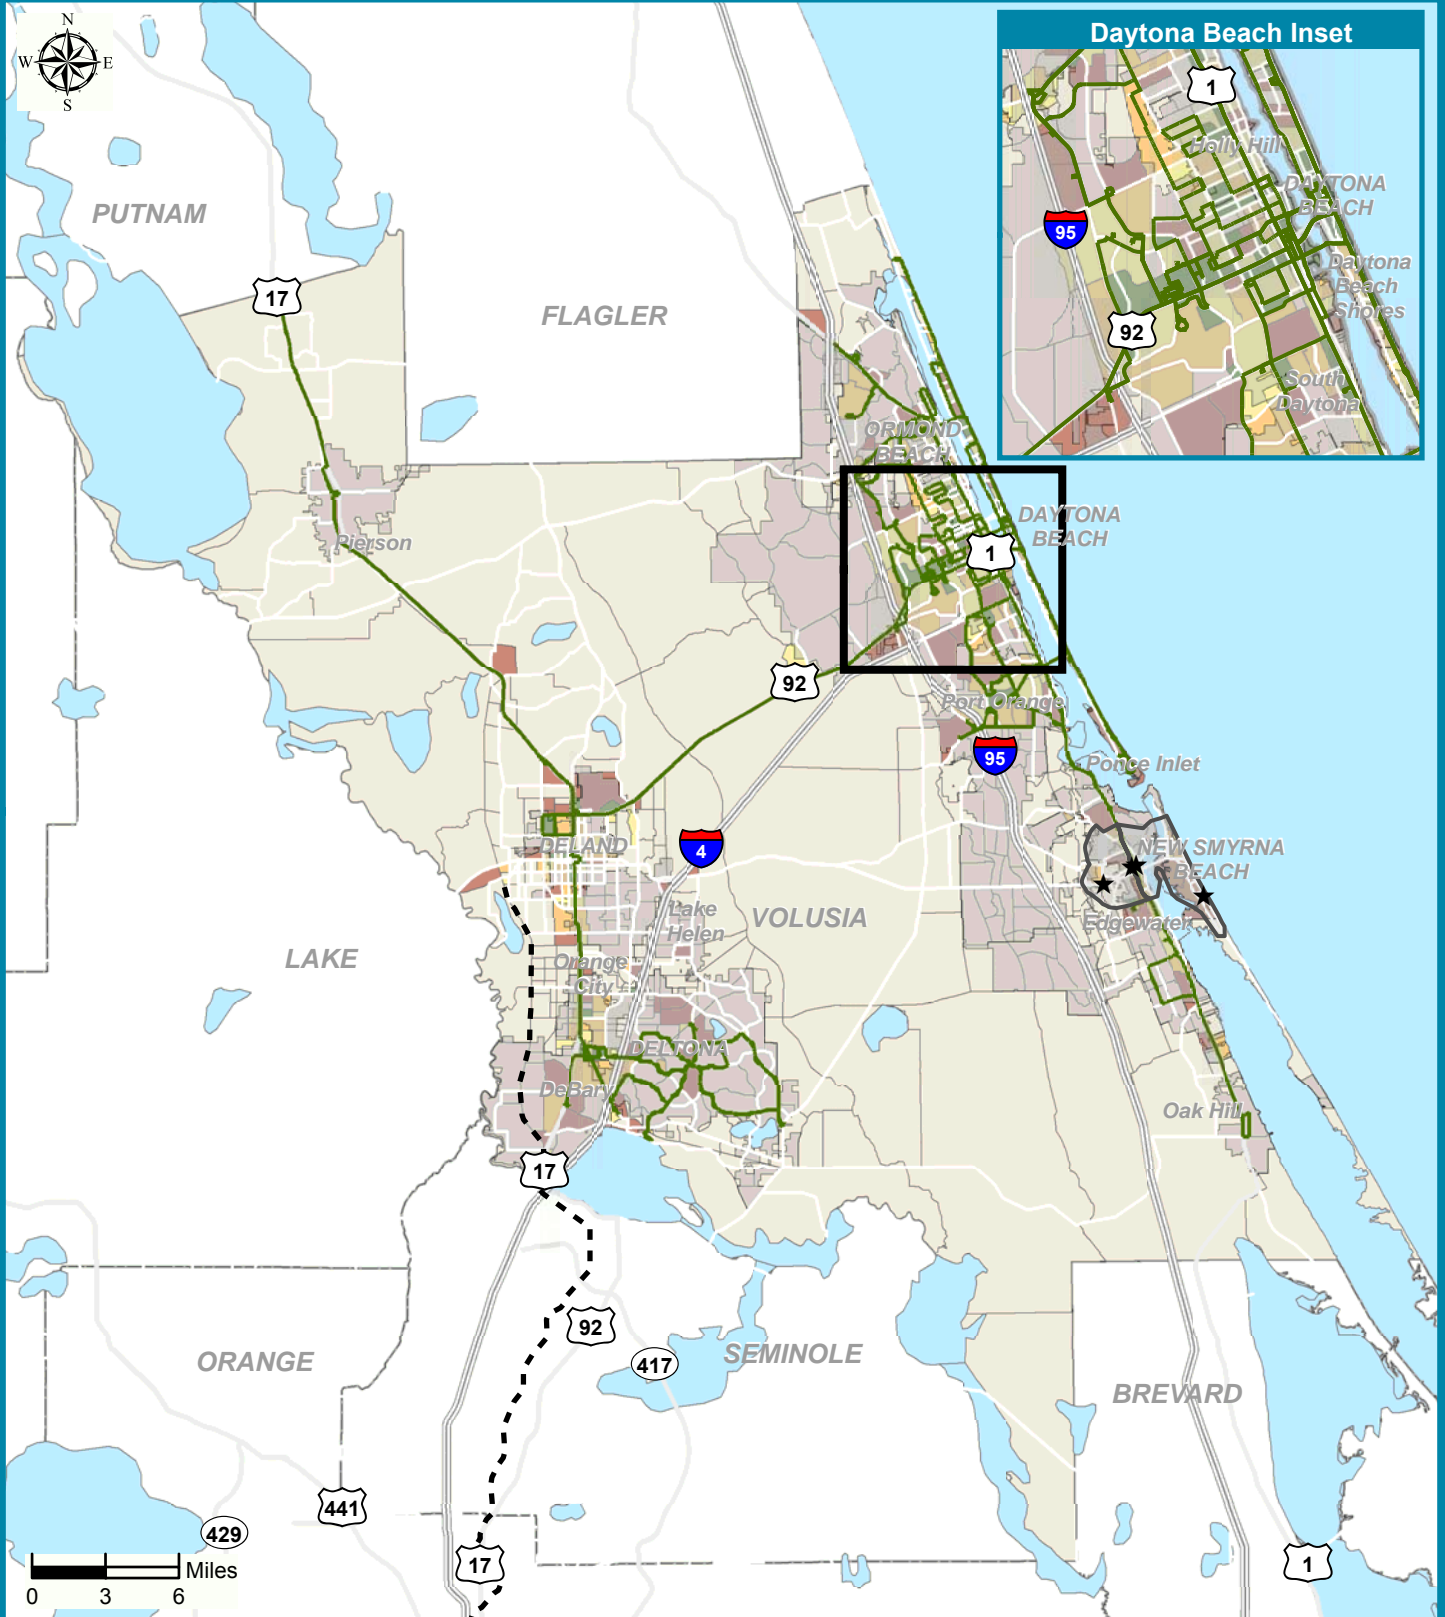 N
W
E
S
Daytona Beach Inset
1
Holly Hill
DAYTONA
BEACH
95
Daytona
Beach
Shores
92
South
Daytona
PUTNAM
17
FLAGLER
ORMOND
BEACH
DAYTONA
BEACH
1
Pierson
92
Port Orange
95
Ponce Inlet
DELAND
4
NEW SMYRNA
BEACH
Lake
Helen
VOLUSIA
Edgewater
LAKE
Orange
City
DELTONA
DeBary
Oak Hill
17
92
ORANGE
417
SEMINOLE
BREVARD
441
429
17
1
Miles
0
3
6